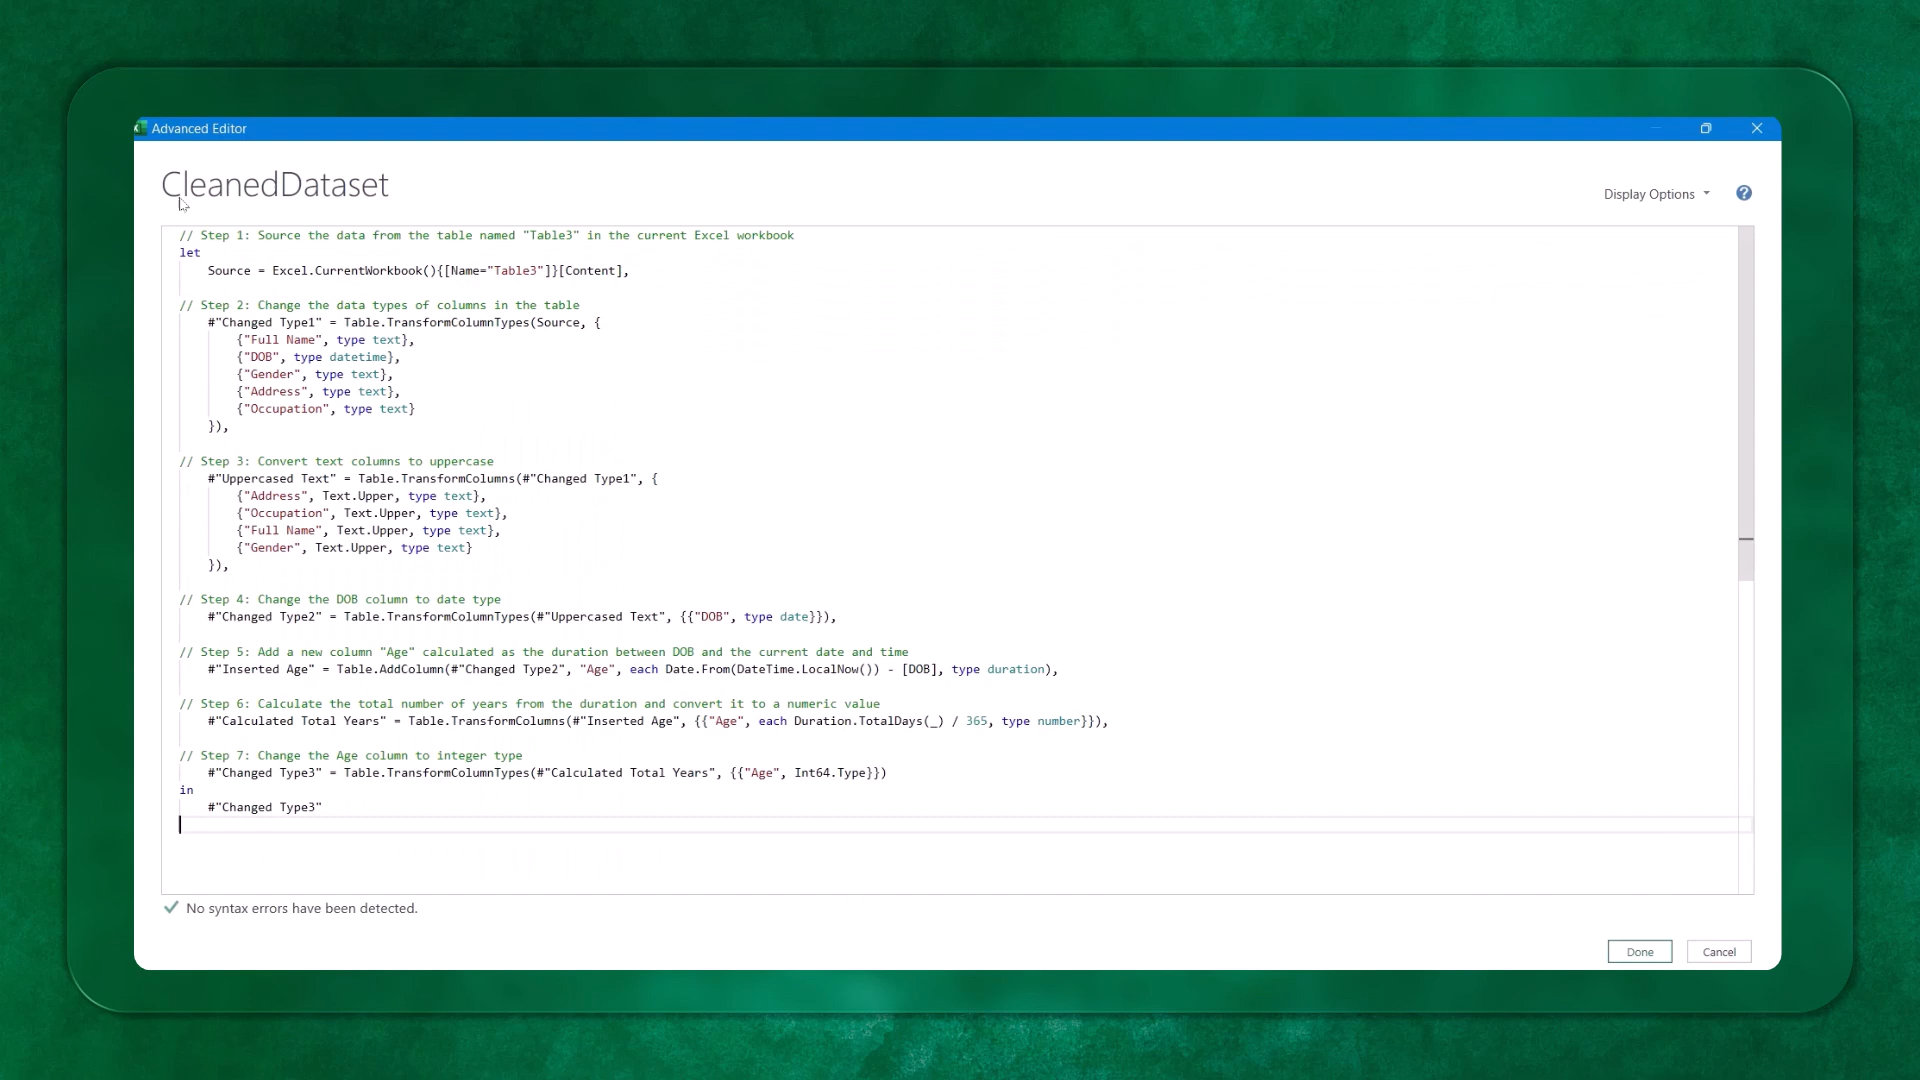 Advanced Editor
CleanedDataset
Display Options
?
// Step 1: Source the data from the table named "Table3" in the current Excel workbook
let
    Source = Excel.CurrentWorkbook(){[Name="Table3"]}[Content],
// Step 2: Change the data types of columns in the table
    #"Changed Type1" = Table.TransformColumnTypes(Source, {
        {"Full Name", type text},
        {"DOB", type datetime},
        {"Gender", type text},
        {"Address", type text},
        {"Occupation", type text}
    }),
// Step 3: Convert text columns to uppercase
    #"Uppercased Text" = Table.TransformColumns(#"Changed Type1", {
        {"Address", Text.Upper, type text},
        {"Occupation", Text.Upper, type text},
        {"Full Name", Text.Upper, type text},
        {"Gender", Text.Upper, type text}
    }),
// Step 4: Change the DOB column to date type
    #"Changed Type2" = Table.TransformColumnTypes(#"Uppercased Text", {{"DOB", type date}}),
// Step 5: Add a new column "Age" calculated as the duration between DOB and the current date and time
    #"Inserted Age" = Table.AddColumn(#"Changed Type2", "Age", each Date.From(DateTime.LocalNow()) - [DOB], type duration),
// Step 6: Calculate the total number of years from the duration and convert it to a numeric value
    #"Calculated Total Years" = Table.TransformColumns(#"Inserted Age", {{"Age", each Duration.TotalDays(_) / 365, type number}}),
// Step 7: Change the Age column to integer type
    #"Changed Type3" = Table.TransformColumnTypes(#"Calculated Total Years", {{"Age", Int64.Type}})
in
    #"Changed Type3"
No syntax errors have been detected.
Done
Cancel